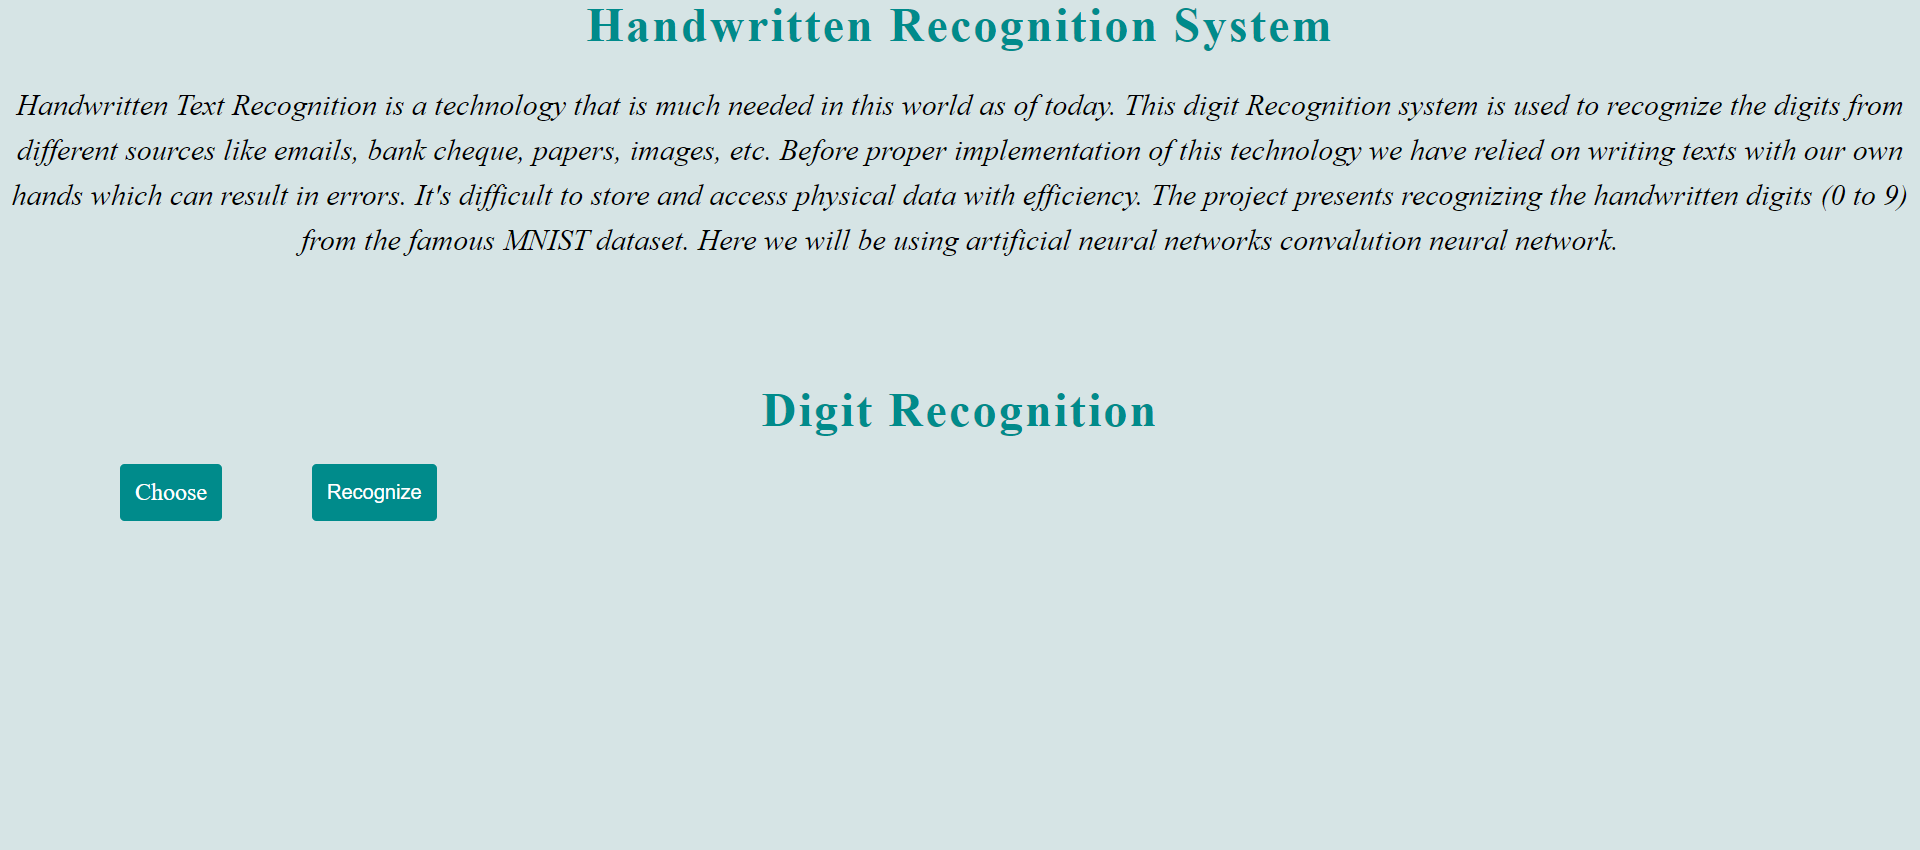 Handwritten Recognition System
Handwritten Text Recognition is a technology that is much needed in this world as of today. This digit Recognition system is used to recognize the digits from
different sources like emails, bank cheque, papers, images, etc. Before proper implementation of this technology we have relied on writing texts with our own
hands which can result in errors. It's difficult to store and access physical data with efficiency. The project presents recognizing the handwritten digits (0 to 9)
from the famous MNIST dataset. Here we will be using artificial neural networks convalution neural network.
Digit Recognition
Choose
Recognize